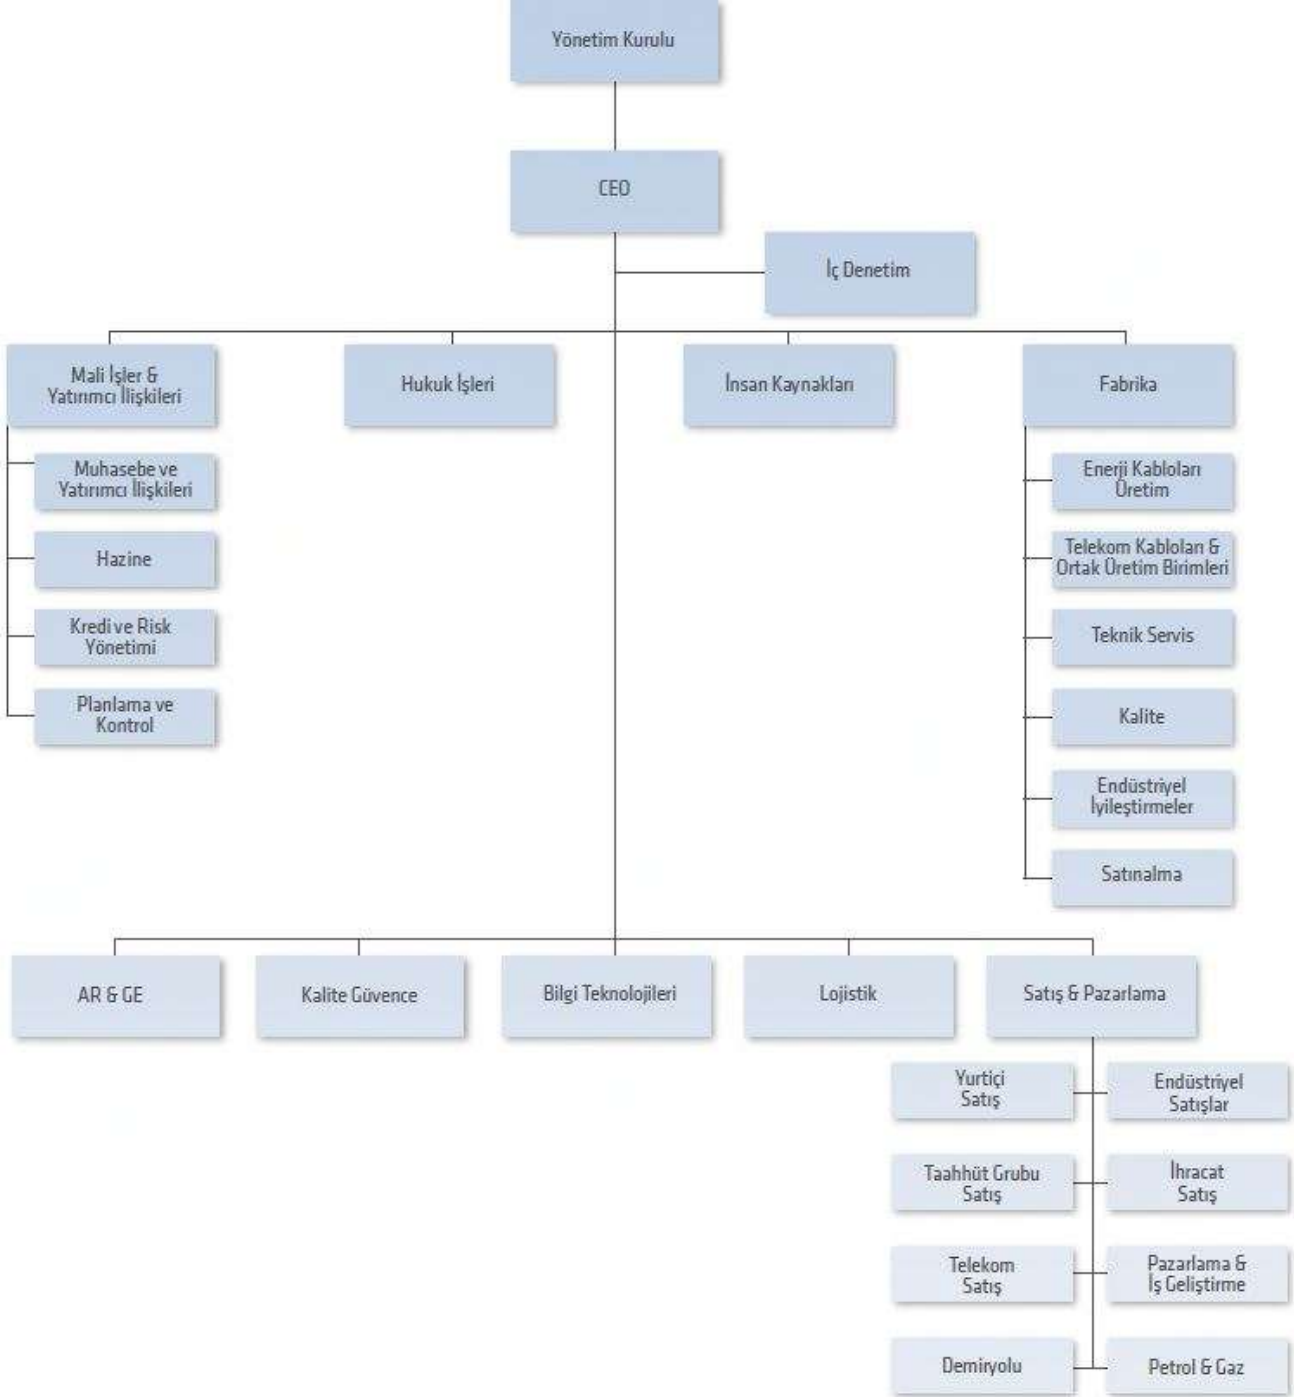 Yönetim Kurulu
CEO
İç Denetim
Mali İşler &
Yatırımcı İlişkileri
Hukuk İşleri
İnsan Kaynakları
Fabrika
Muhasebe ve
Yatırımcı İlişkileri
Hazine
Kredi ve Risk
Yönetimi
Planlama ve
Kontrol
Enerji Kabloları
Üretim
Telekom Kabloları &
Ortak Üretim Birimleri
Teknik Servis
Kalite
Endüstriyel
İyileştirmeler
Satınalma
AR & GE
Kalite Güvence
Bilgi Teknolojileri
Lojistik
Satış & Pazarlama
Yurtiçi
Satış
Endüstriyel
Satışlar
Taahhüt Grubu
Satış
İhracat
Satış
Telekom
Satış
Pazarlama &
İş Geliştirme
Demiryolu
Petrol & Gaz